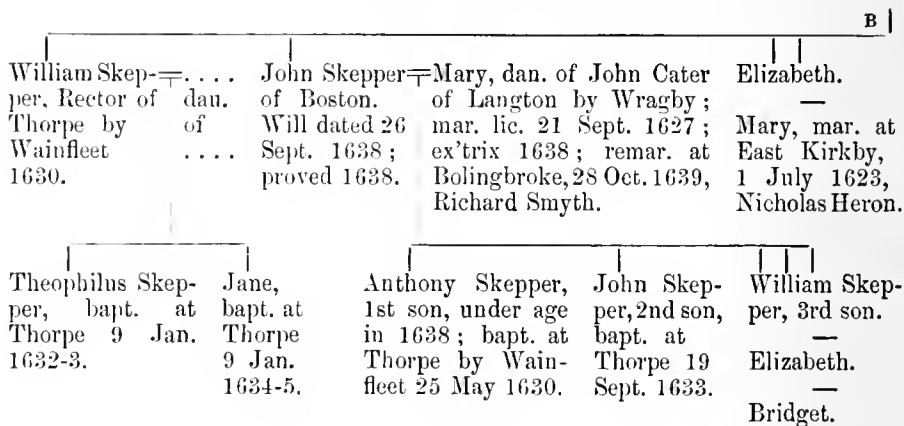 B
William Skep-=. . . .
per, Rector of dan.
Thorpe by of
Wainfleet . . . .
1630.
John Skepper=Mary, dan. of John Cater
of Boston.
Will dated 26
Sept. 1638 ;
proved 1638.
of Langton by Wragby ;
mar. lic. 21 Sept. 1627 ;
ex'trix 1638 ; remar. at
Bolingbroke, 28 Oct. 1639,
Richard Smyth.
Elizabeth.
—
Mary, mar. at
East Kirkby,
1 July 1623,
Nicholas Heron.
Theophilus Skep-
per, bapt. at
Thorpe 9 Jan.
1632-3.
Jane,
bapt. at
Thorpe
9 Jan.
1634-5.
Anthony Skepper,
1st son, under age
in 1638 ; bapt. at
Thorpe by Wain-
fleet 25 May 1630.
John Skep-
per, 2nd son,
bapt. at
Thorpe 19
Sept. 1633.
William Skep-
per, 3rd son.
—
Elizabeth.
—
Bridget.